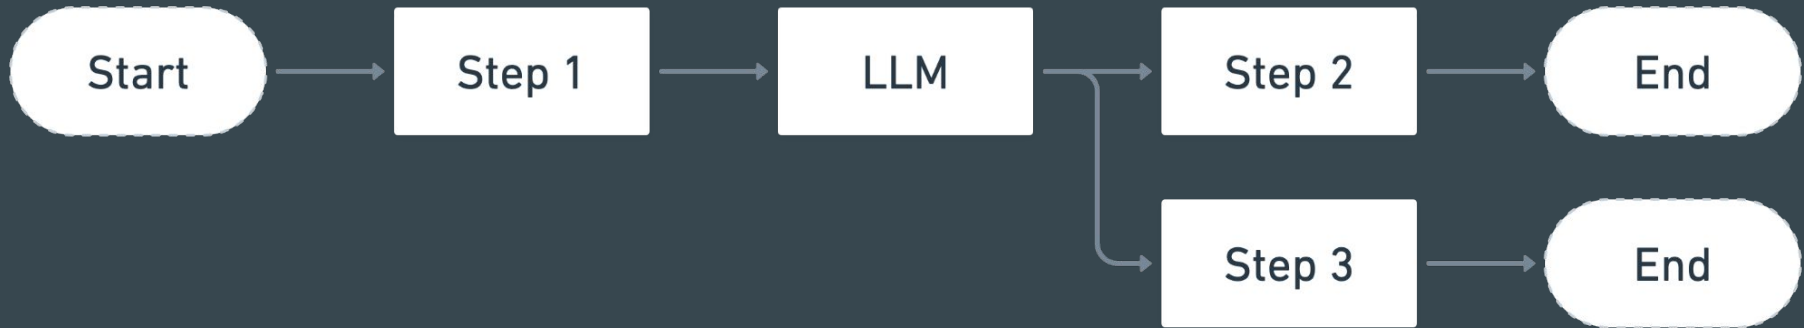 Start
Step 1
LLM
Step 2
End
Step 3
End